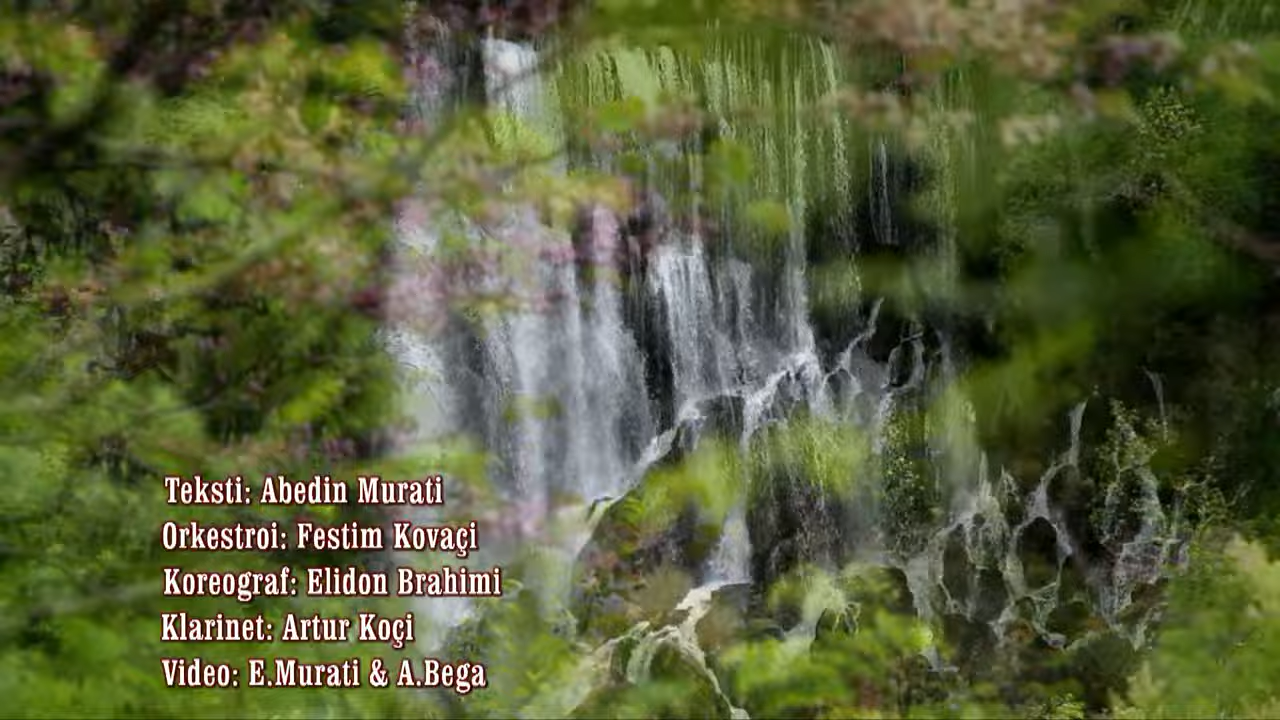 Teksti: Abedin Murati
Orkestroi: Festim Kovaçi
Koreograf: Elidon Brahimi
Klarinet: Artur Koçi
Video: E.Murati & A.Bega